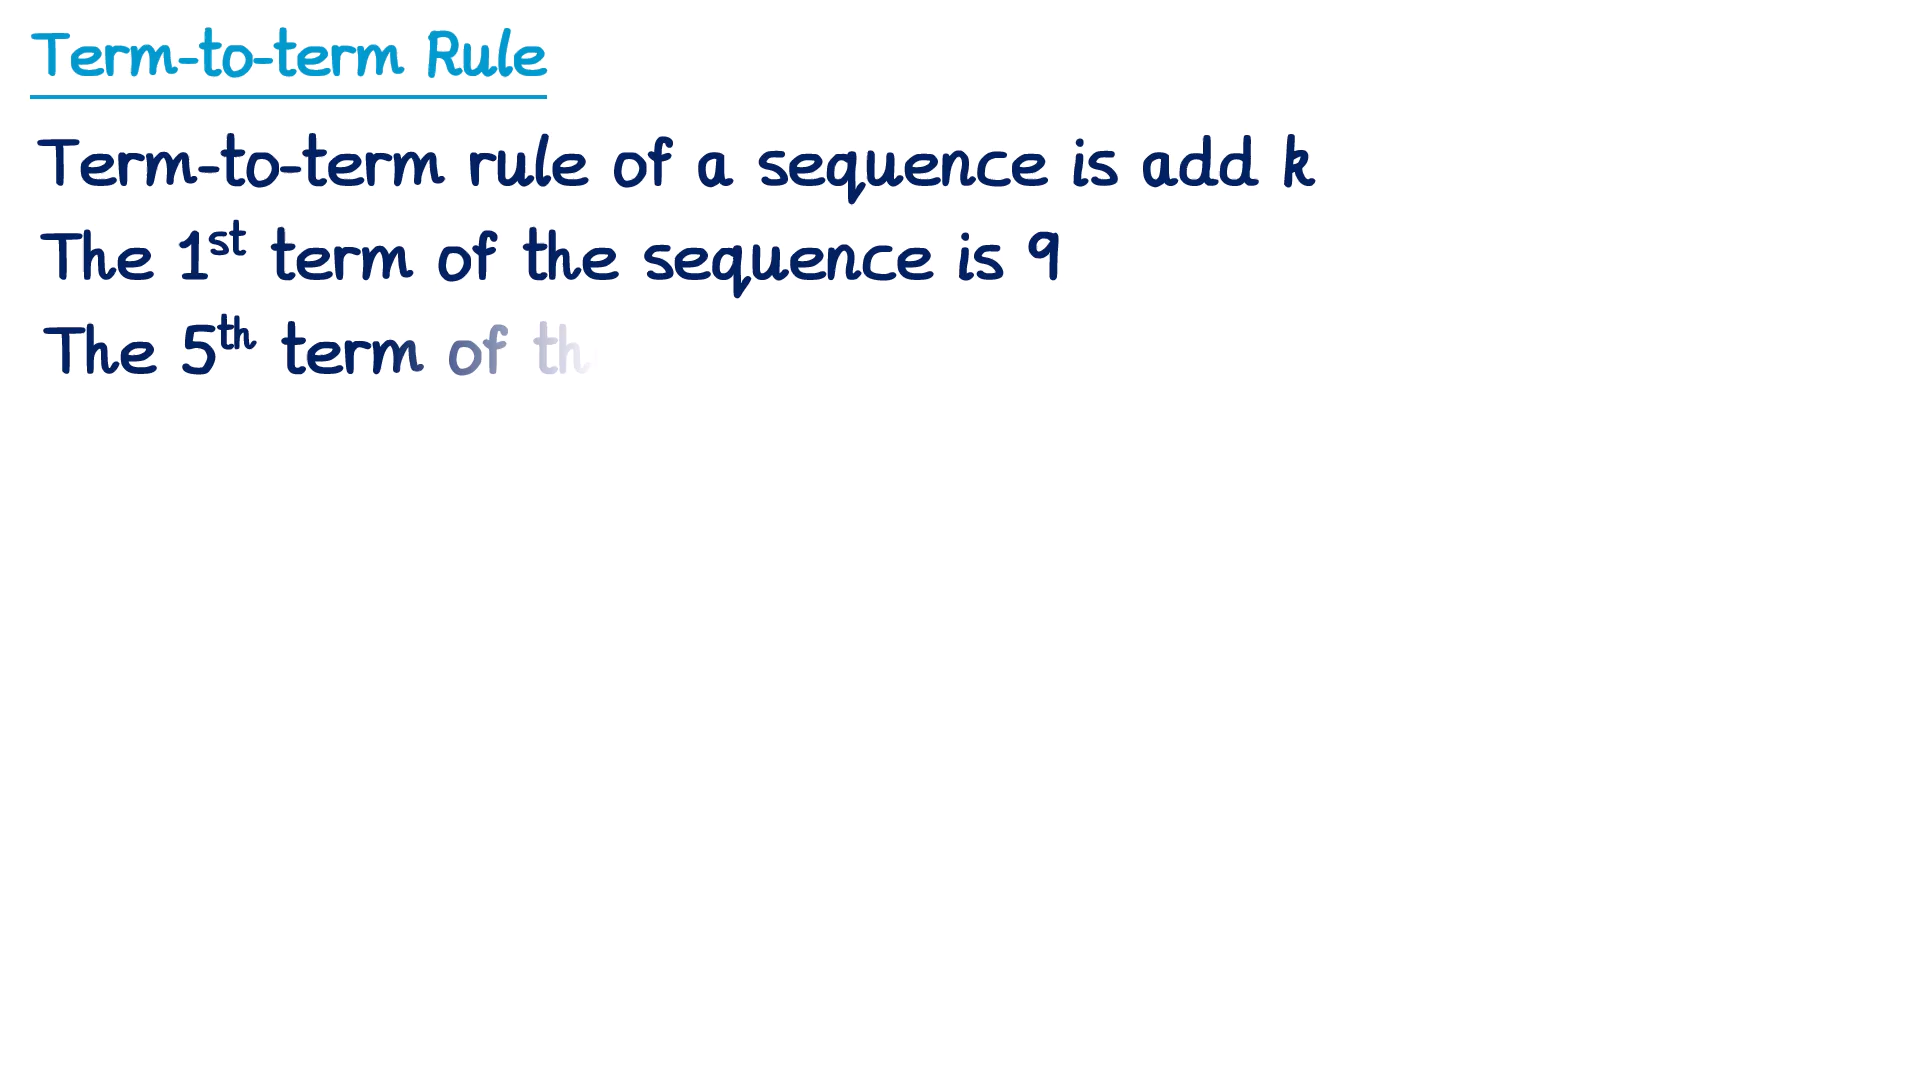 Term-to-term Rule
Term-to-term rule of a sequence is add k
The 1st term of the sequence is 9
The 5th term of th